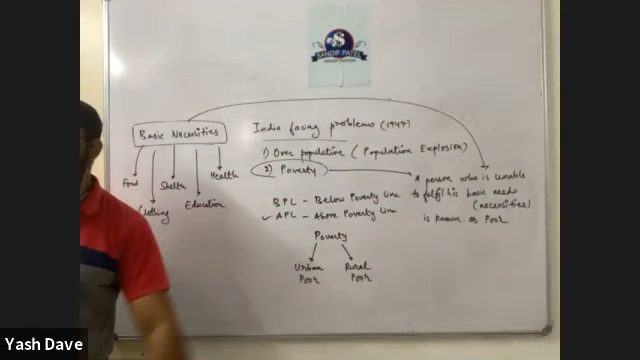 SANDIP PATEL
Basic Necessities
Food
Clothing
Shelter
Education
Health
India facing problems (1947)
1) Over population (Population Explosion)
2) Poverty
A person who is unable
to fulfil his basic needs
(necessities)
is known as Poor
BPL - Below Poverty Line
✓ APL - Above Poverty Line
Poverty
Urban
Poor
Rural
Poor
Yash Dave